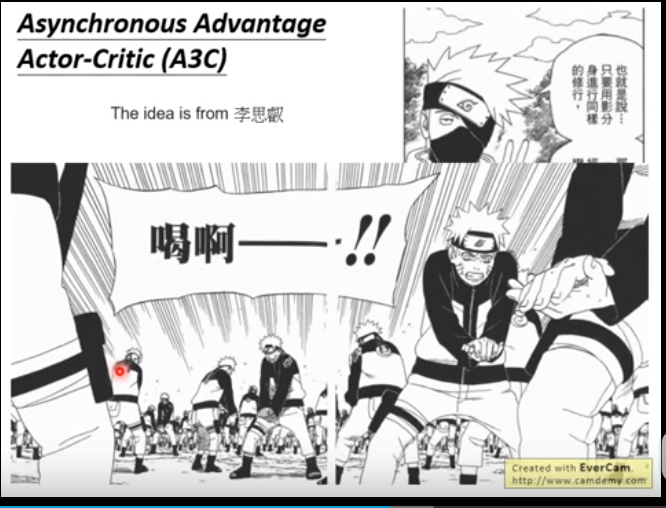 Asynchronous Advantage
Actor-Critic (A3C)
The idea is from 李思叡
也就是說…
只要用影分
身進行同樣
的修行，
喝啊——·!!
Created with EverCam.
http://www.camdemy.com